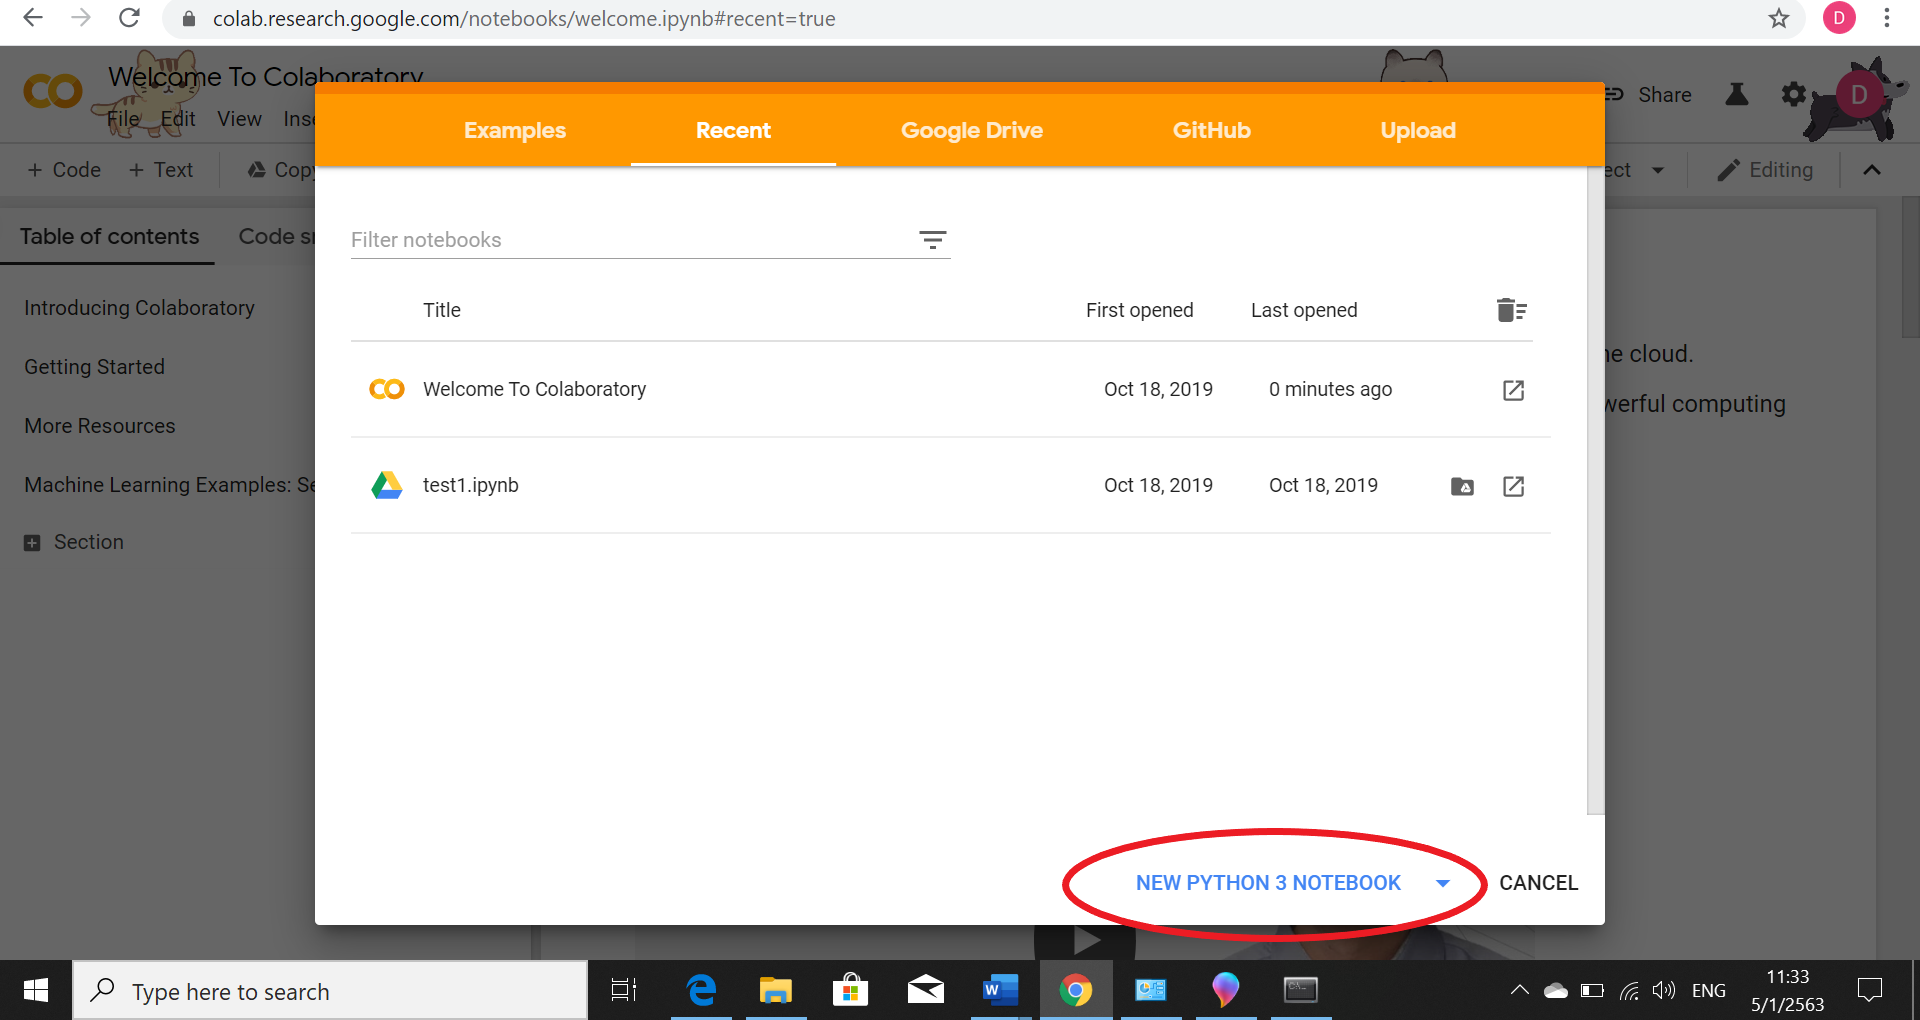 colab.research.google.com/notebooks/welcome.ipynb#recent=true
D
Welcome To Colaboratory
File Edit View Ins
Share
D
+ Code + Text Copy
ect
Editing
Examples Recent Google Drive GitHub Upload
Table of contents Code sn
Introducing Colaboratory
Getting Started
More Resources
Machine Learning Examples: Se
Section
Filter notebooks
Title First opened Last opened
Welcome To Colaboratory Oct 18, 2019 0 minutes ago
test1.ipynb Oct 18, 2019 Oct 18, 2019
e cloud.
werful computing
NEW PYTHON 3 NOTEBOOK CANCEL
Type here to search
ENG
11:33
5/1/2563